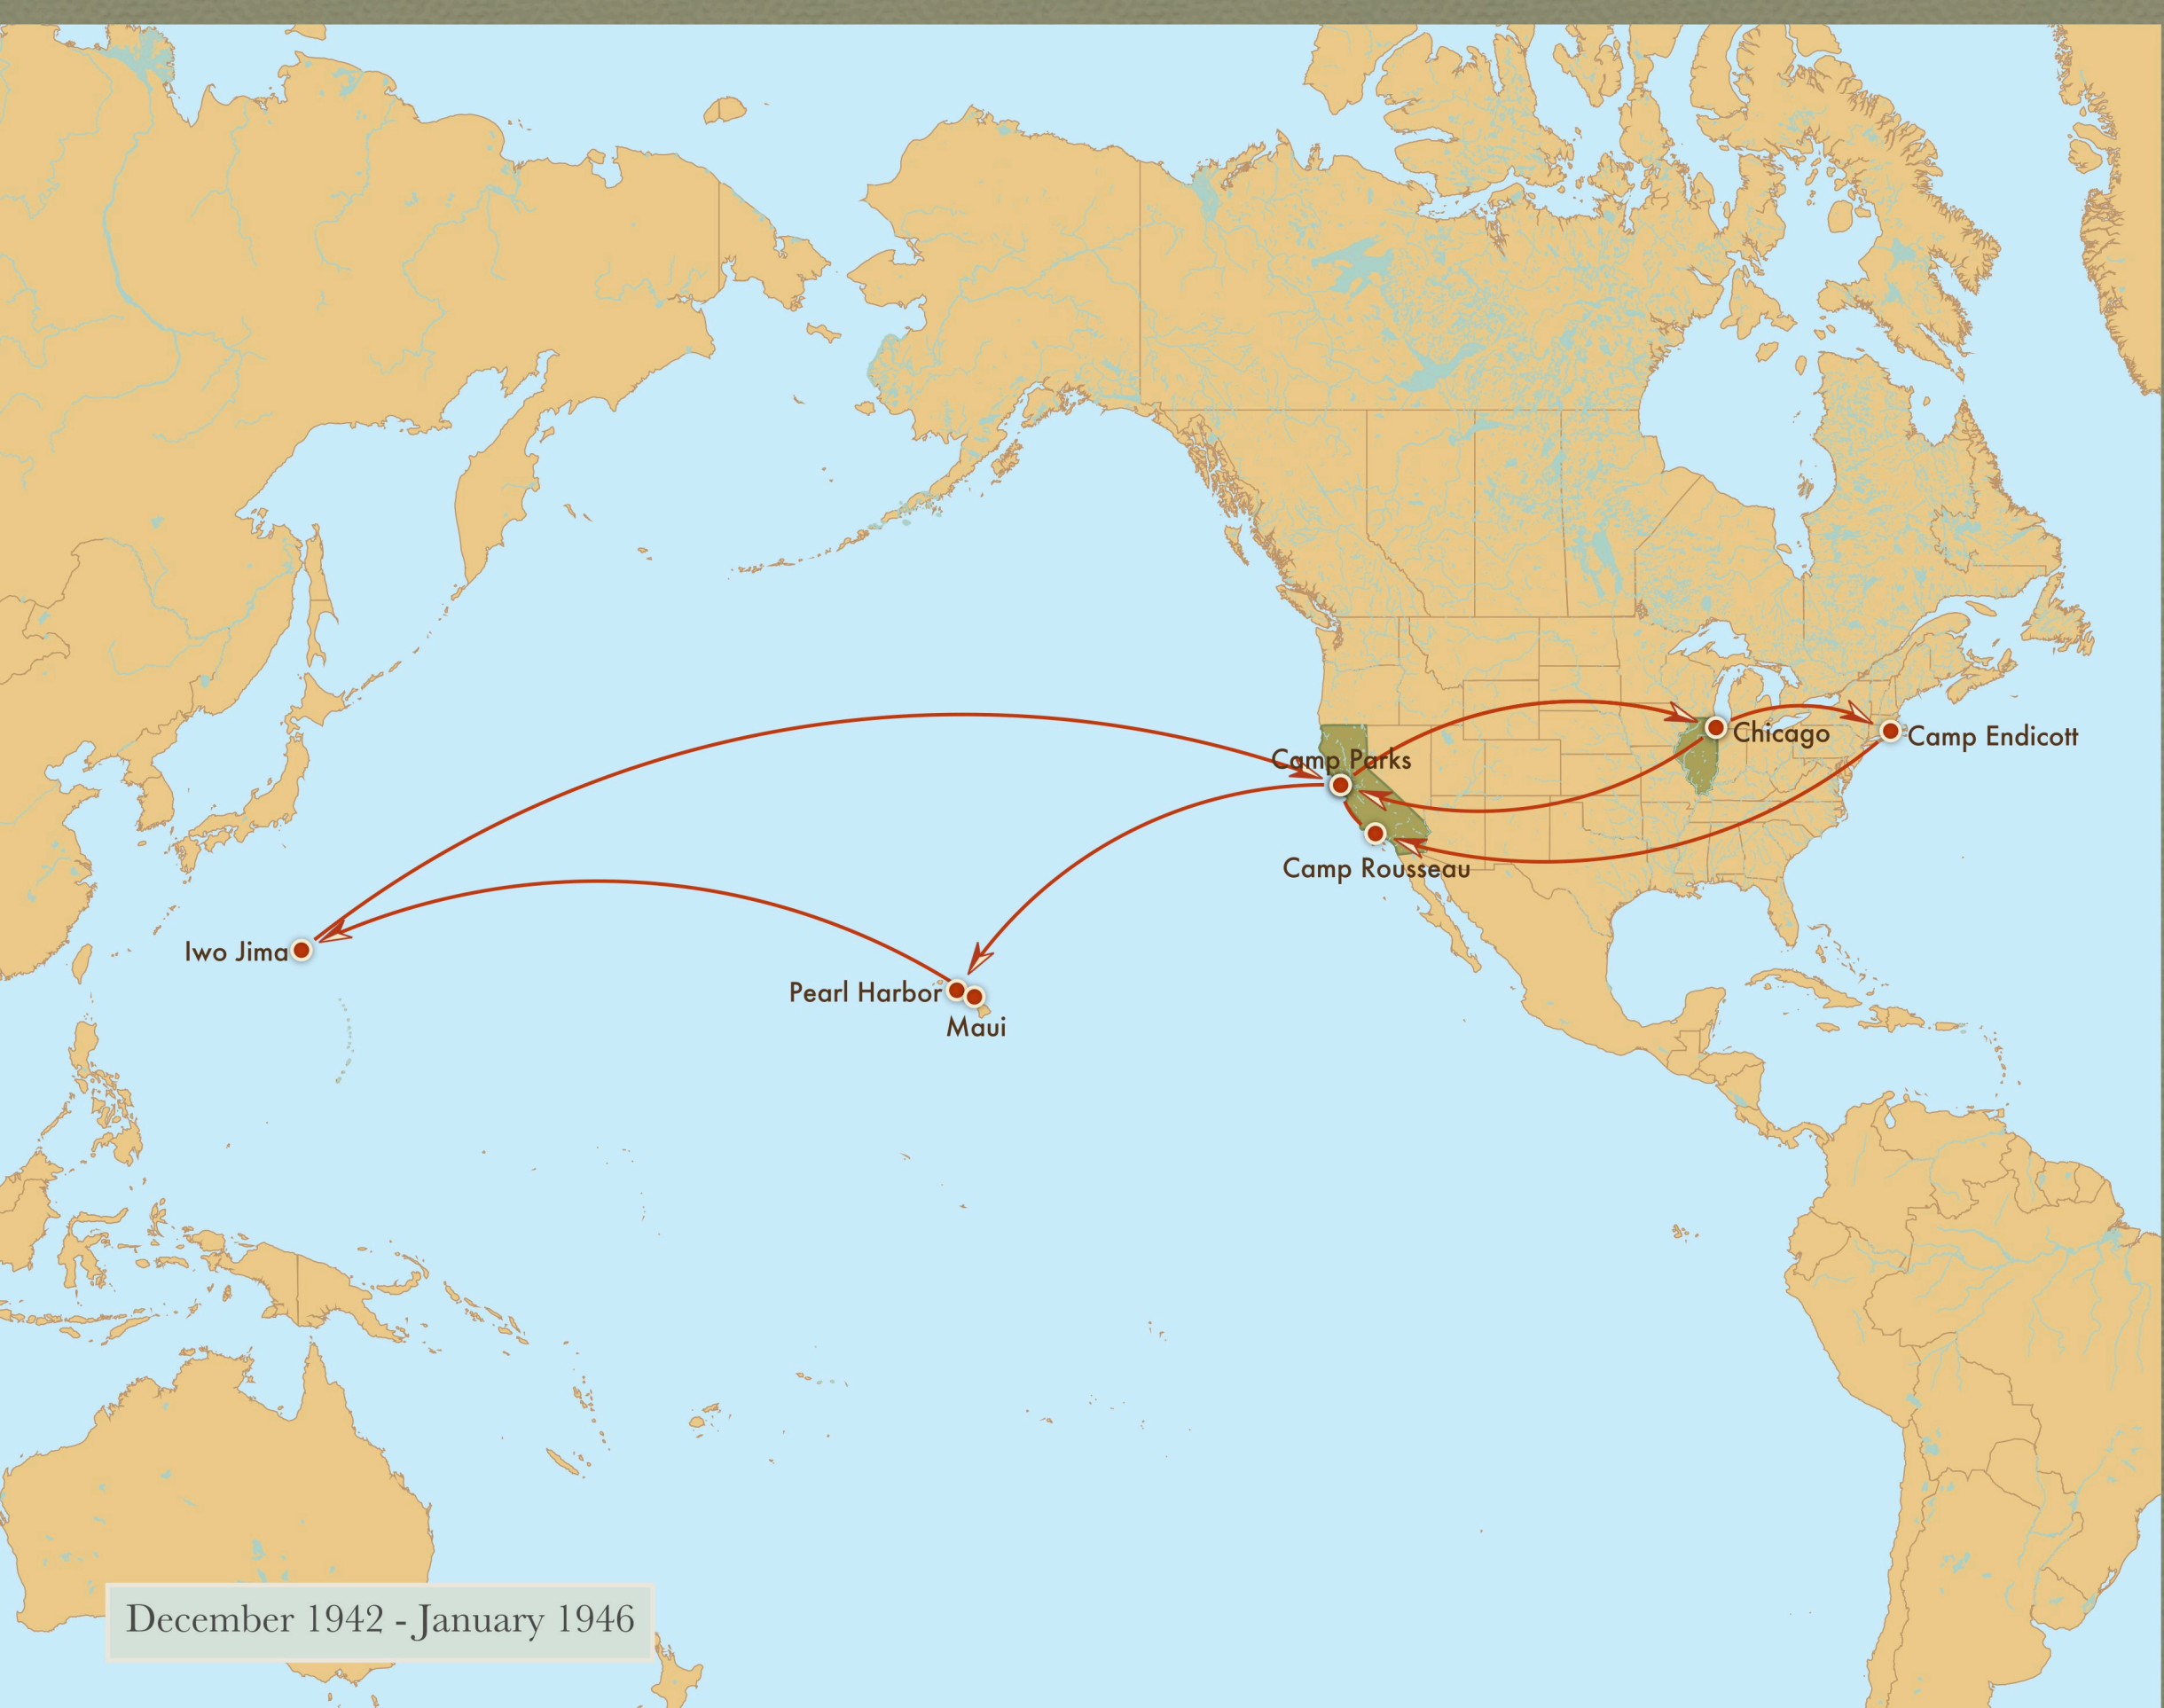 Chicago
Camp Endicott
Camp Parks
Camp Rousseau
Iwo Jima
Pearl Harbor
Maui
December 1942 - January 1946